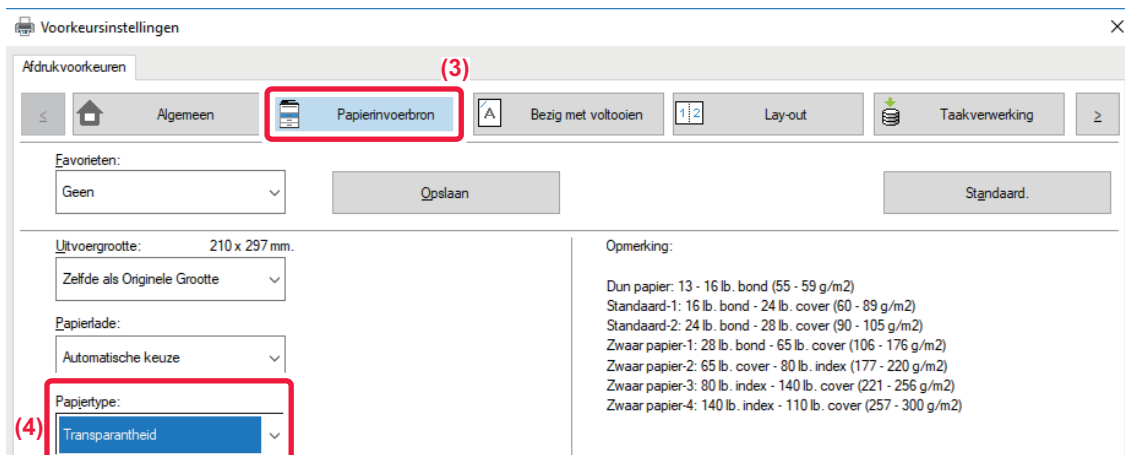 Voorkeursinstellingen
Afdrukvoorkeuren
(3)
< Algemeen Papierinvoerbron A Bezig met voltooien 1 2 Lay-out Taakverwerking >
Favorieten:
Geen Opslaan Standaard.
Uitvoergrootte: 210 x 297 mm. Opmerking:
Zelfde als Originele Grootte
Dun papier: 13 - 16 lb. bond (55 - 59 g/m2)
Standaard-1: 16 lb. bond - 24 lb. cover (60 - 89 g/m2)
Papierlade:
Standaard-2: 24 lb. bond - 28 lb. cover (90 - 105 g/m2)
Zwaar papier-1: 28 lb. bond - 65 lb. cover (106 - 176 g/m2)
Automatische keuze
Zwaar papier-2: 65 lb. cover - 80 lb. index (177 - 220 g/m2)
Zwaar papier-3: 80 lb. index - 140 lb. cover (221 - 256 g/m2)
Papiertype:
Zwaar papier-4: 140 lb. index - 110 lb. cover (257 - 300 g/m2)
(4) Transparantheid